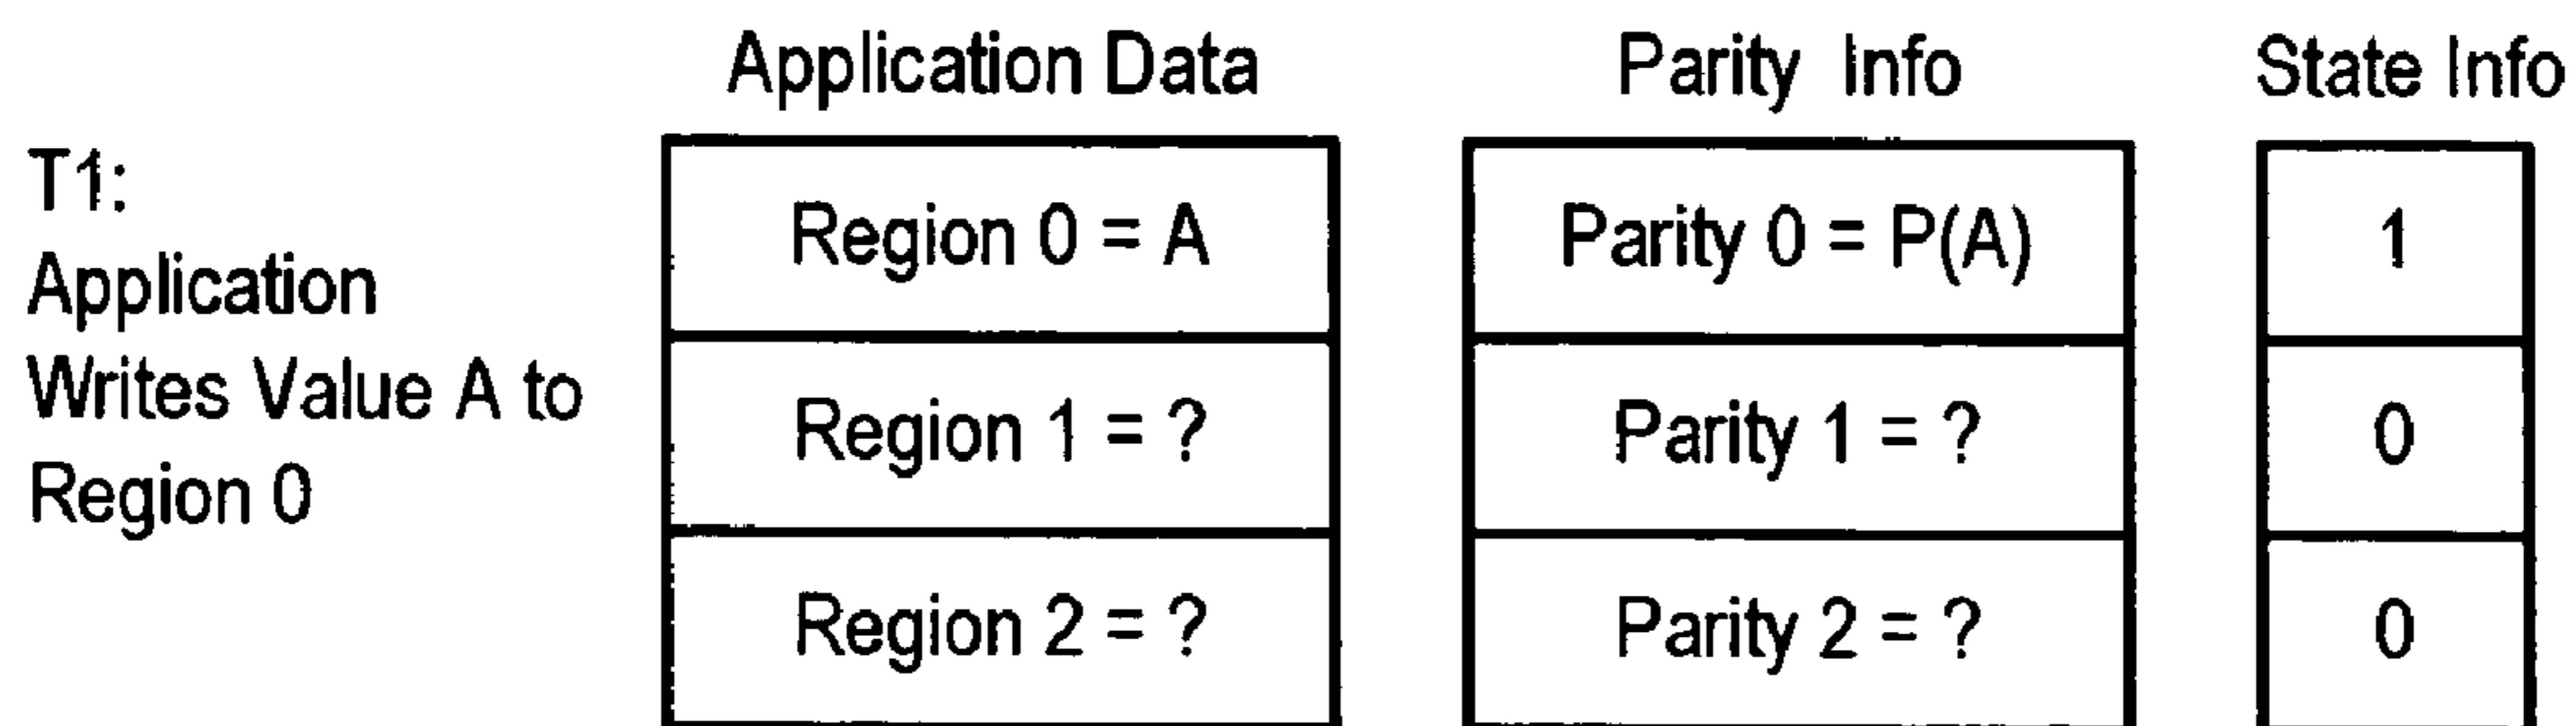 Application Data Parity Info State Info
T1:
Application
Writes Value A to
Region 0
Region 0 = A Parity 0 = P(A) 1
Region 1 = ? Parity 1 = ? 0
Region 2 = ? Parity 2 = ? 0